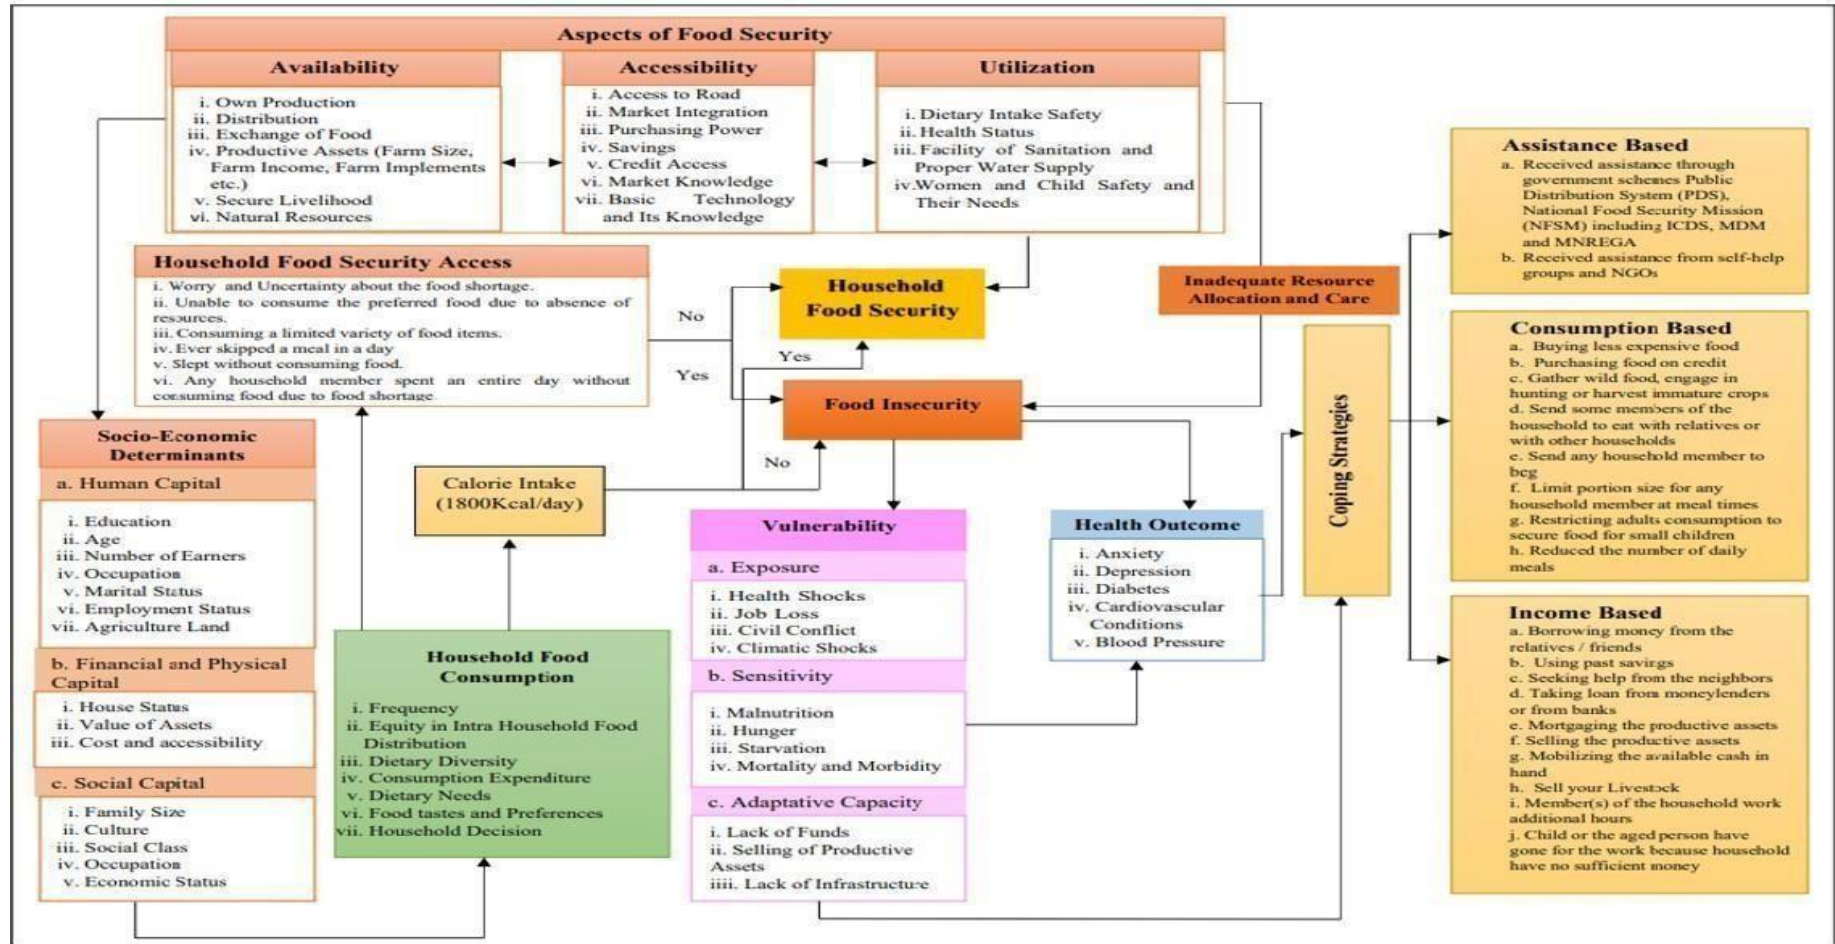 Aspects of Food Security
Availability
i. Own Production
ii. Distribution
iii. Exchange of Food
iv. Productive Assets (Farm Size,
Farm Income, Farm Implements
etc.)
v. Secure Livelihood
vi. Natural Resources
Accessibility
i. Access to Road
ii. Market Integration
iii. Purchasing Power
iv. Savings
v. Credit Access
vi. Market Knowledge
vii. Basic Technology
and Its Knowledge
Utilization
i. Dietary Intake Safety
ii. Health Status
iii. Facility of Sanitation and
Proper Water Supply
iv. Women and Child Safety and
Their Needs
Household Food Security Access
i. Worry and Uncertainty about the food shortage.
ii. Unable to consume the preferred food due to absence of
resources.
iii. Consuming a limited variety of food items.
iv. Ever skipped a meal in a day
v. Slept without consuming food.
vi. Any household member spent an entire day without
consuming food due to food shortage.
No
Yes
Household
Food Security
Yes
Food Insecurity
No
Inadequate Resource
Allocation and Care
Socio-Economic
Determinants
a. Human Capital
i. Education
ii. Age
iii. Number of Earners
iv. Occupation
v. Marital Status
vi. Employment Status
vii. Agriculture Land
b. Financial and Physical
Capital
i. House Status
ii. Value of Assets
iii. Cost and accessibility
c. Social Capital
i. Family Size
ii. Culture
iii. Social Class
iv. Occupation
v. Economic Status
Calorie Intake
(1800Kcal/day)
Household Food
Consumption
i. Frequency
ii. Equity in Intra Household Food
Distribution
iii. Dietary Diversity
iv. Consumption Expenditure
v. Dietary Needs
vi. Food tastes and Preferences
vii. Household Decision
Vulnerability
a. Exposure
i. Health Shocks
ii. Job Loss
iii. Civil Conflict
iv. Climatic Shocks
b. Sensitivity
i. Malnutrition
ii. Hunger
iii. Starvation
iv. Mortality and Morbidity
c. Adaptative Capacity
i. Lack of Funds
ii. Selling of Productive
Assets
iiii. Lack of Infrastructure
Health Outcome
i. Anxiety
ii. Depression
iii. Diabetes
iv. Cardiovascular
Conditions
v. Blood Pressure
Coping Strategies
Assistance Based
a. Received assistance through
government schemes Public
Distribution System (PDS),
National Food Security Mission
(NFSM) including ICDS, MDM
and MNREGA
b. Received assistance from self-help
groups and NGOs
Consumption Based
a. Buying less expensive food
b. Purchasing food on credit
c. Gather wild food, engage in
hunting or harvest immature crops
d. Send some members of the
household to eat with relatives or
with other households
e. Send any household member to
beg
f. Limit portion size for any
household member at meal times
g. Restricting adults consumption to
secure food for small children
h. Reduced the number of daily
meals
Income Based
a. Borrowing money from the
relatives / friends
b. Using past savings
c. Seeking help from the neighbors
d. Taking loan from moneylenders
or from banks
e. Mortgaging the productive assets
f. Selling the productive assets
g. Mobilizing the available cash in
hand
h. Sell your Livestock
i. Member(s) of the household work
additional hours
j. Child or the aged person have
gone for the work because household
have no sufficient money